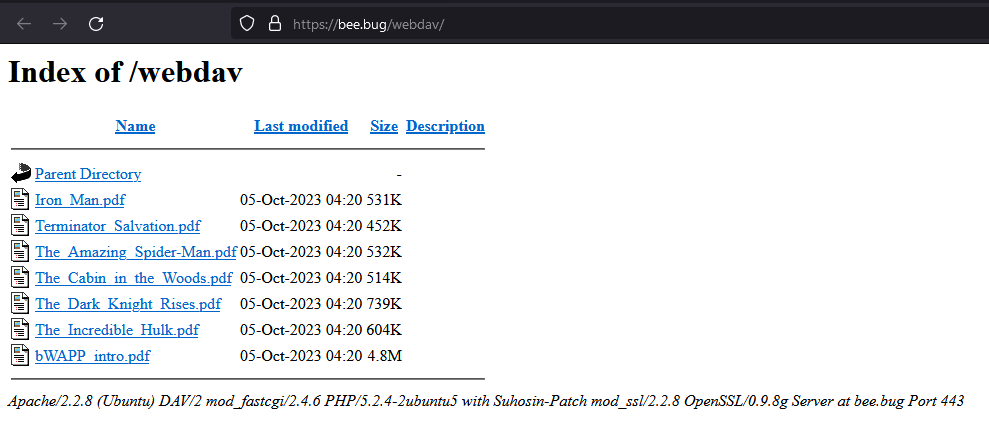 https://bee.bug/webdav/
Index of /webdav
Name Last modified Size Description
Parent Directory -
Iron_Man.pdf 05-Oct-2023 04:20 531K
Terminator_Salvation.pdf 05-Oct-2023 04:20 452K
The_Amazing_Spider-Man.pdf 05-Oct-2023 04:20 532K
The_Cabin_in_the_Woods.pdf 05-Oct-2023 04:20 514K
The_Dark_Knight_Rises.pdf 05-Oct-2023 04:20 739K
The_Incredible_Hulk.pdf 05-Oct-2023 04:20 604K
bWAPP_intro.pdf 05-Oct-2023 04:20 4.8M
Apache/2.2.8 (Ubuntu) DAV/2 mod_fastcgi/2.4.6 PHP/5.2.4-2ubuntu5 with Suhosin-Patch mod_ssl/2.2.8 OpenSSL/0.9.8g Server at bee.bug Port 443